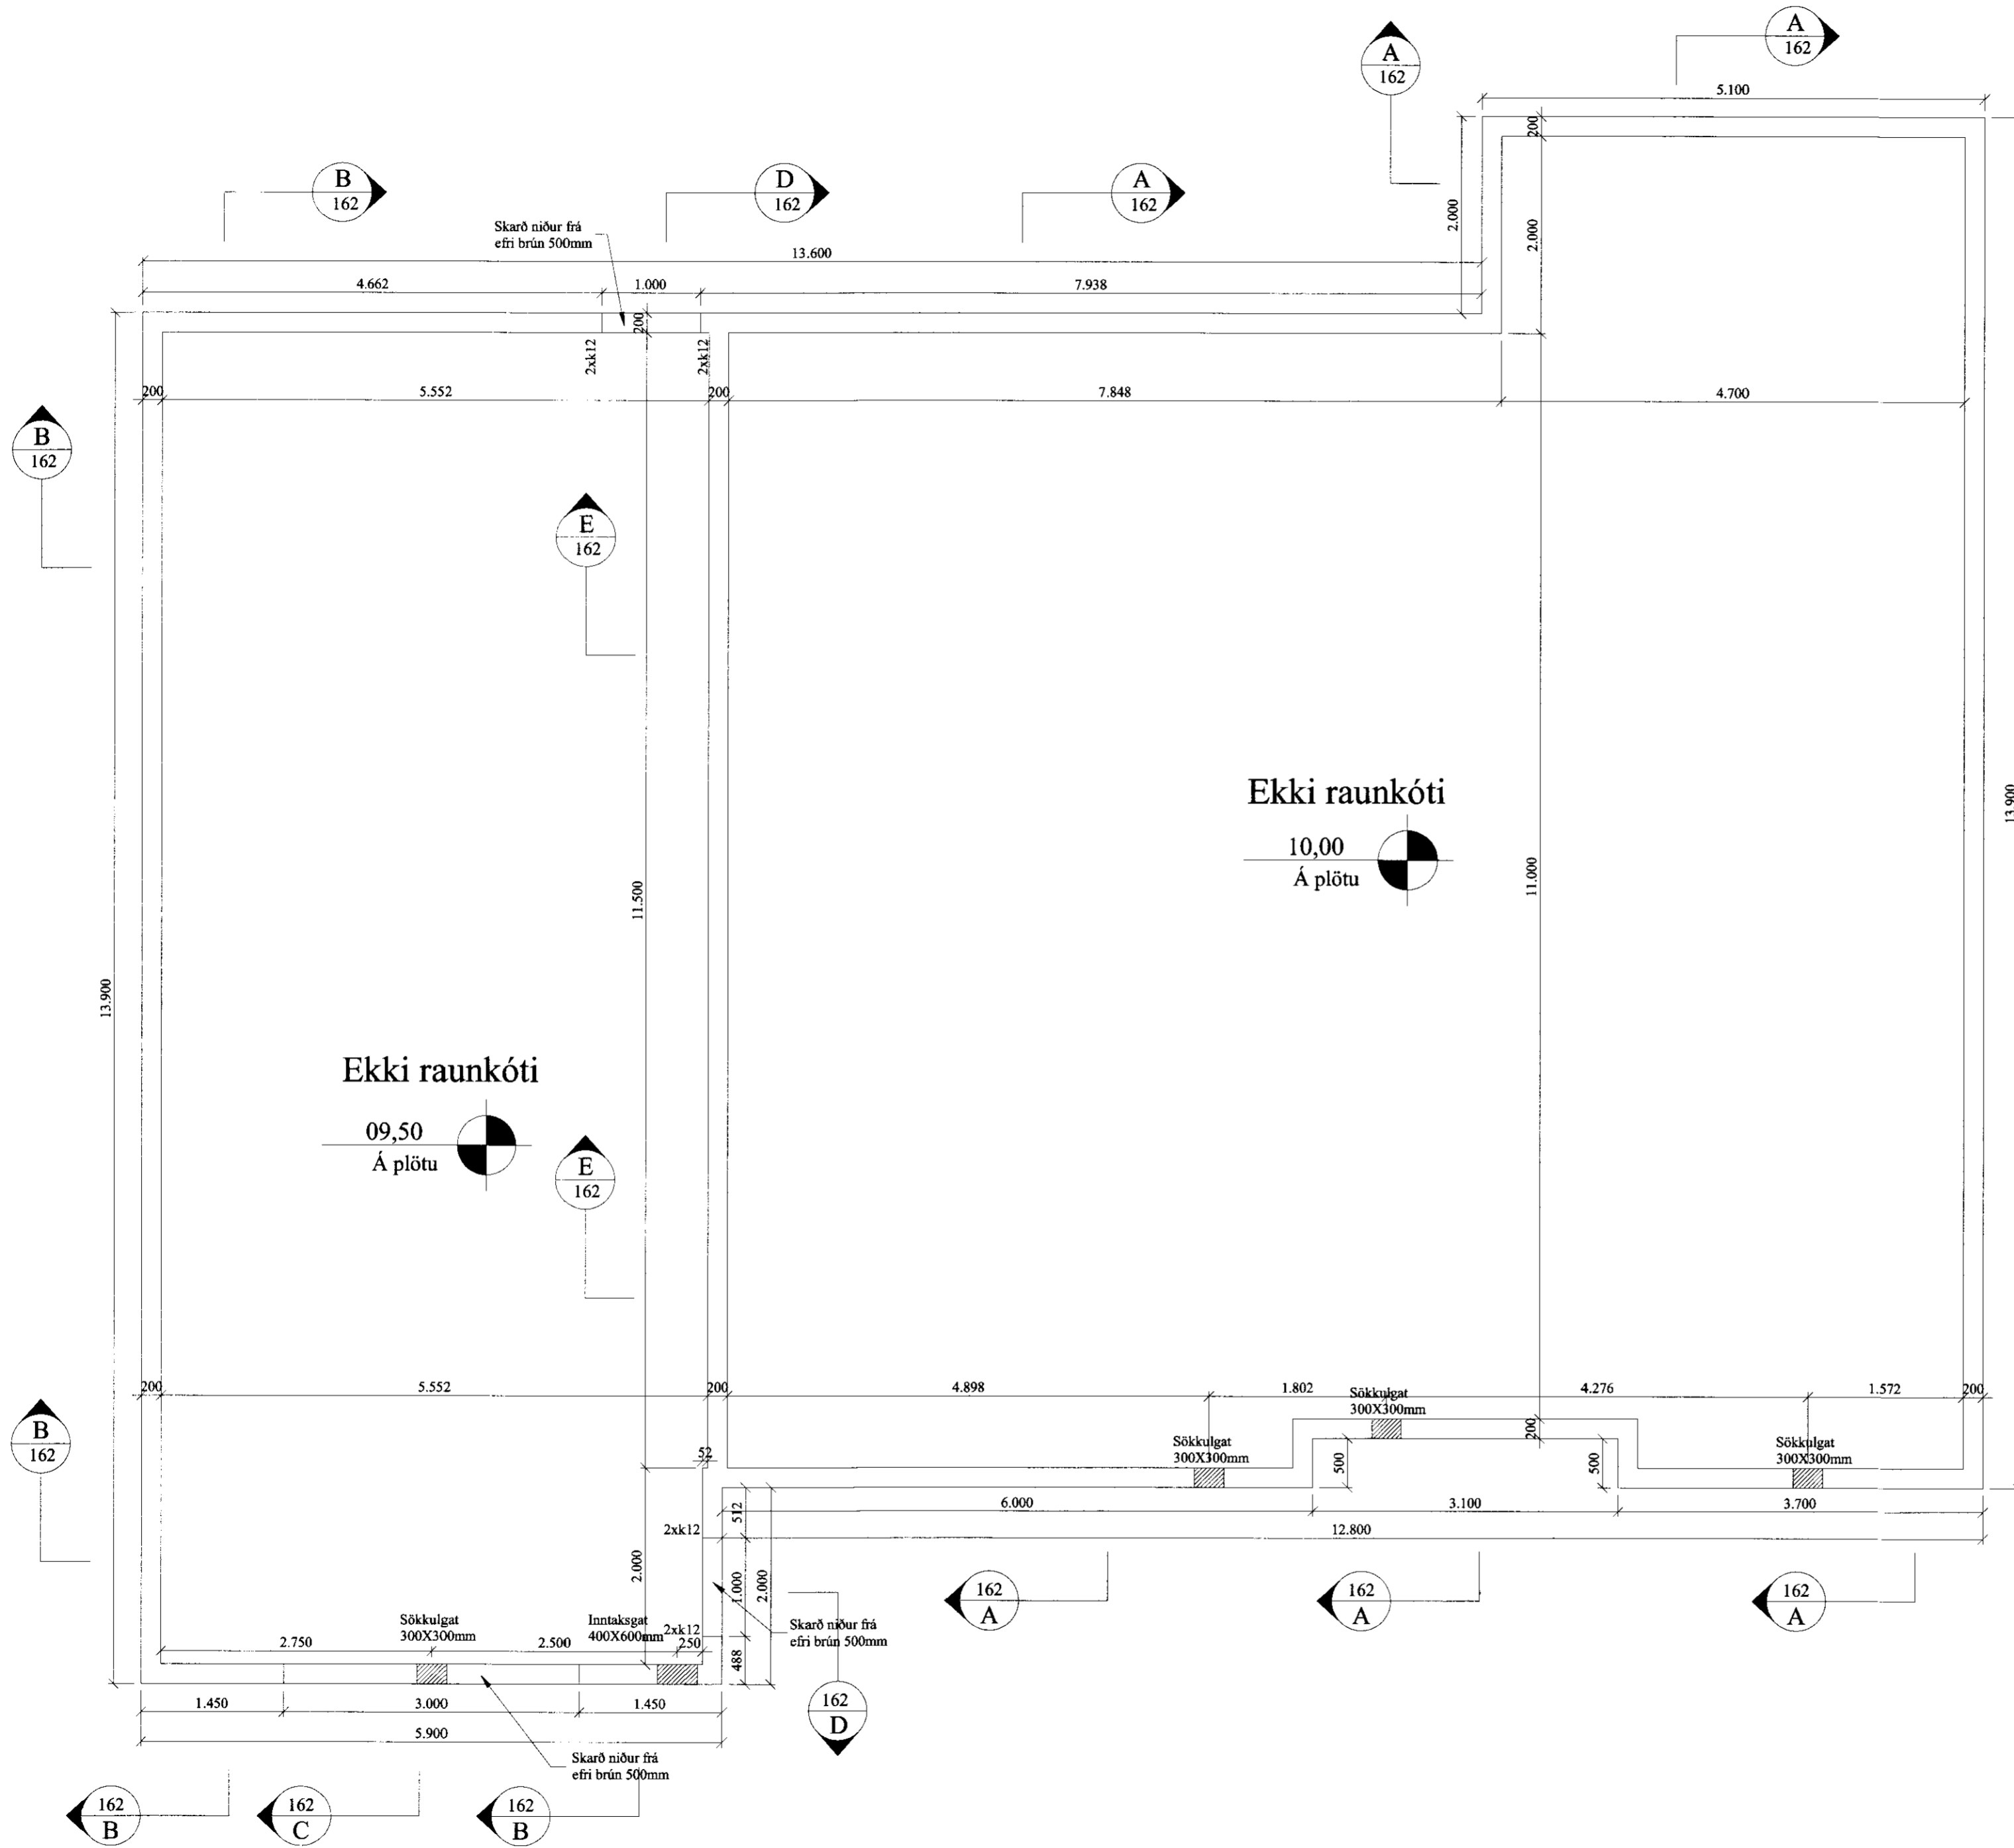 A
162
A
162
5.100
200
B
162
D
162
A
162
2.000
2.000
Skarð niður frá
efri brún 500mm
13.600
4.662
1.000
7.938
200
2xk12
2xk12
200
5.552
200
7.848
4.700
B
162
E
162
Ekki raunkóti
10,00
Á plötu
13.900
11.000
11.500
13.900
Ekki raunkóti
09,50
Á plötu
E
162
200
5.552
200
4.898
1.802
4.276
1.572
200
Sökkulgat
300X300mm
B
162
52
Sökkulgat
300X300mm
500
200
500
Sökkulgat
300X300mm
512
6.000
3.100
3.700
2xk12
12.800
2.000
1.000
2.000
162
A
162
A
162
A
Sökkulgat
300X300mm
Inntaksgat
400X600mm
2xk12
Skarð niður frá
efri brún 500mm
2.750
2.500
250
488
1.450
3.000
1.450
162
D
5.900
Skarð niður frá
efri brún 500mm
162
B
162
C
162
B